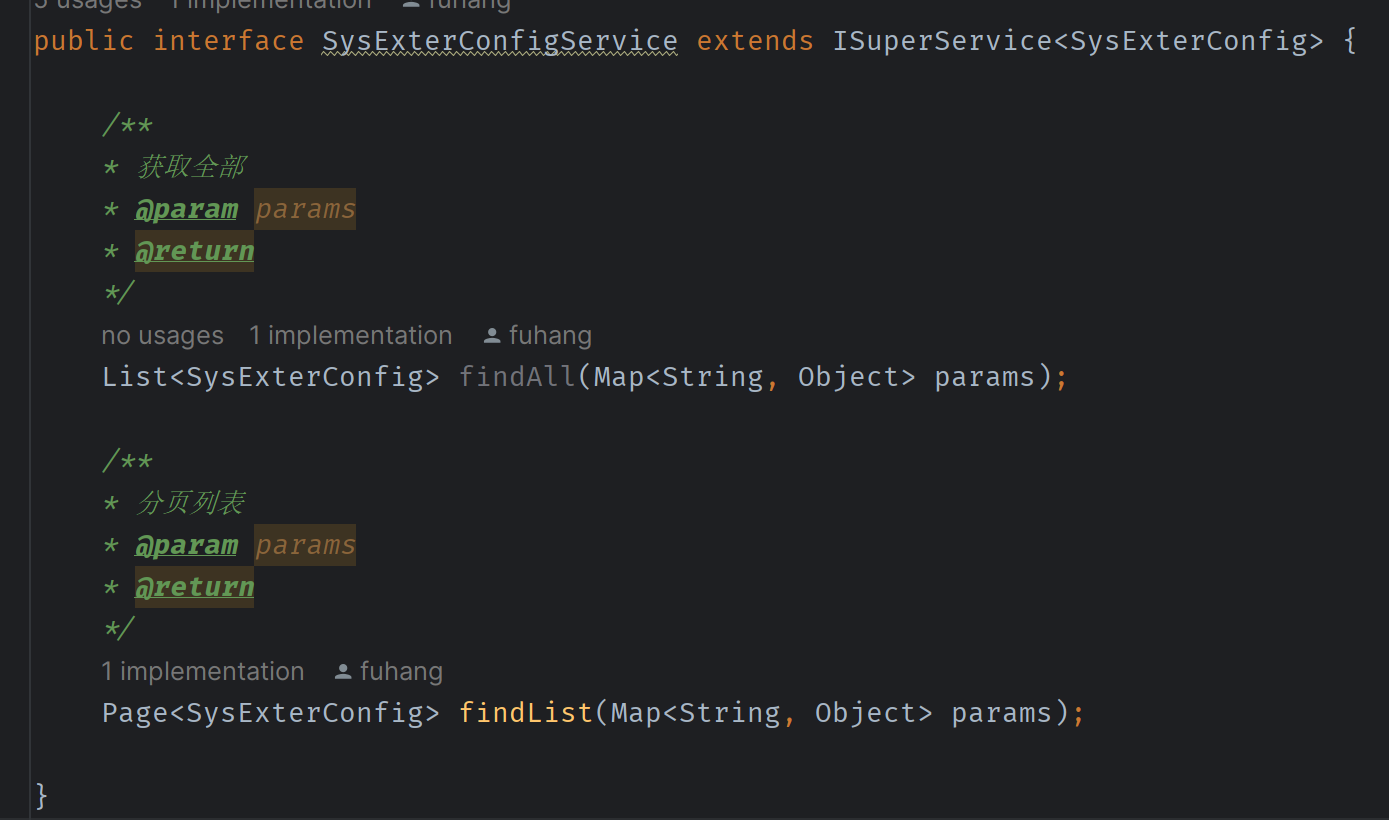 5 usages 1 implementation fuhang
public interface SysExterConfigService extends ISuperService<SysExterConfig> {
/**
* 获取全部
* @param params
* @return
*/
no usages 1 implementation fuhang
List<SysExterConfig> findAll(Map<String, Object> params);
/**
* 分页列表
* @param params
* @return
*/
1 implementation fuhang
Page<SysExterConfig> findList(Map<String, Object> params);
}